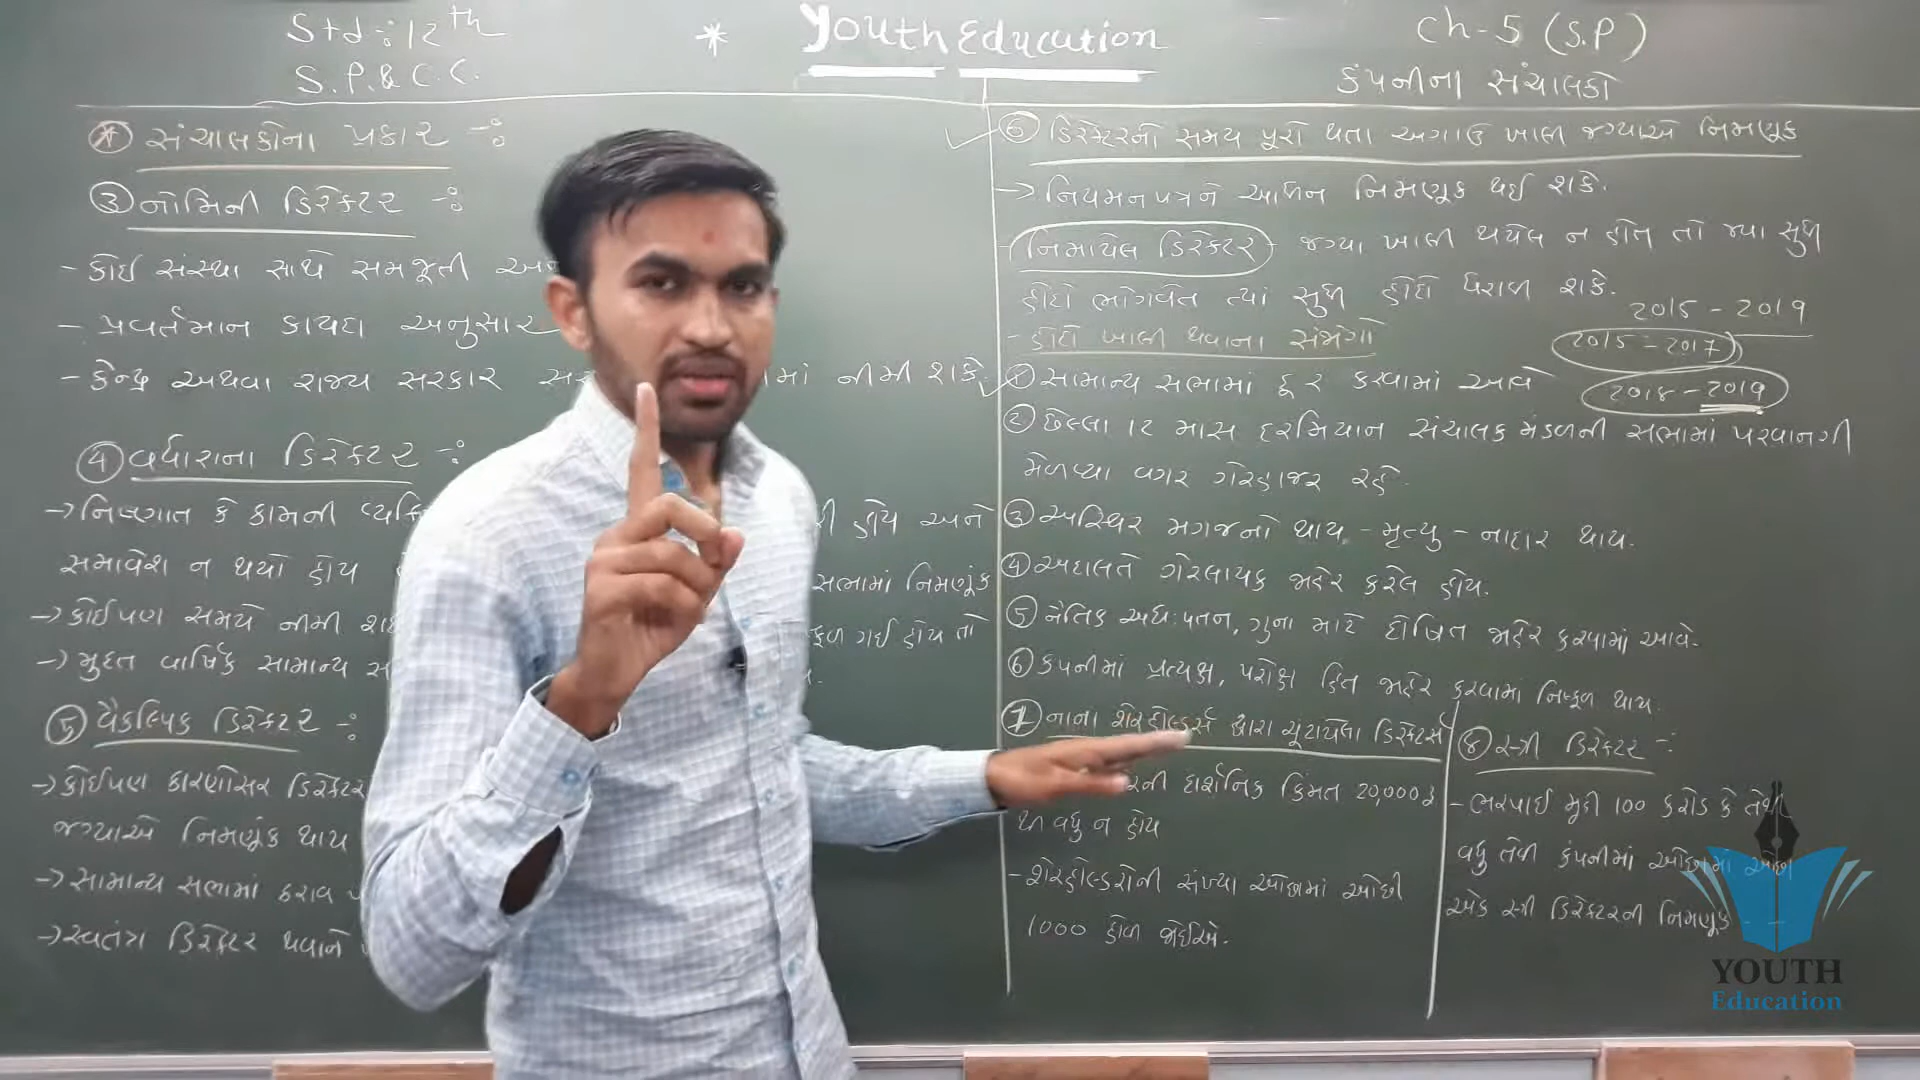 Std : 12th
S.P. & C.C.
* Youth Education
Ch-5 (S.P)
કંપનીના સંચાલકો
* સંચાલકોના પ્રકાર -:
③ નોમિની ડિરેક્ટર -:
- કોઈ સંસ્થા સાથે સમજૂતી
- પ્રવર્તમાન કાયદા અનુસાર
- કેન્દ્ર અથવા રાજ્ય સરકાર માં નીમી શકે.
④ વધારાના ડિરેક્ટર -:
→ નિષ્ણાત કે કામની હોય અને
સમાવેશ ન થયો હોય સભામાં નિમણૂંક
→ કોઈપણ સમયે નીમી ગઈ હોય તો
→ મુદત વાર્ષિક સામાન્ય
⑤ વૈકલ્પિક ડિરેક્ટર -:
→ કોઈપણ કારણોસર ડિરેક્ટર
જગ્યાએ નિમણૂંક થાય
→ સામાન્ય સભામાં ઠરાવ
→ સ્વતંત્ર ડિરેક્ટર થવાને
⑥ ડિરેક્ટરનો સમય પૂરો થતા અગાઉ ખાલી જગ્યાએ નિમણૂક
→ નિયમનપત્રને આધિન નિમણૂક થઈ શકે.
- નિમાયેલ ડિરેક્ટર - જગ્યા ખાલી થયેલ ન હોત તો જ્યા સુધી
હોદ્દો ભોગવત ત્યાં સુધી હોદ્દો ધરાવી શકે.
2015 - 2019
- હોદ્દો ખાલી થવાના સંજોગો
2015 - 2017
① સામાન્ય સભામાં દૂર કરવામાં આવે
2018 - 2019
② છેલ્લા 12 માસ દરમિયાન સંચાલક મંડળની સભામાં પરવાનગી
મેળવ્યા વગર ગેરહાજર રહે.
③ અસ્થિર મગજનો થાય - મૃત્યુ - નાદાર થાય.
④ અદાલતે ગેરલાયક જાહેર કરેલ હોય.
⑤ નૈતિક અધ:પતન, ગુના માટે દોષિત જાહેર કરવામાં આવે.
⑥ કંપનીમાં પ્રત્યક્ષ, પરોક્ષ હિત જાહેર કરવામાં નિષ્ફળ થાય.
⑦ નાના શેરહોલ્ડર્સ દ્વારા ચૂંટાયેલા ડિરેક્ટર્સ
દાર્શનિક કિંમત 20,000 ₹
થી વધુ ન હોય
- શેરહોલ્ડરોની સંખ્યા ઓછામાં ઓછી
1000 હોવી જોઈએ.
⑧ સ્ત્રી ડિરેક્ટર -:
- ભરપાઈ મૂડી 100 કરોડ કે તેથી
વધુ તેવી કંપનીમાં ઓછામાં ઓછા
એક સ્ત્રી ડિરેક્ટરની નિમણૂક
YOUTH
Education